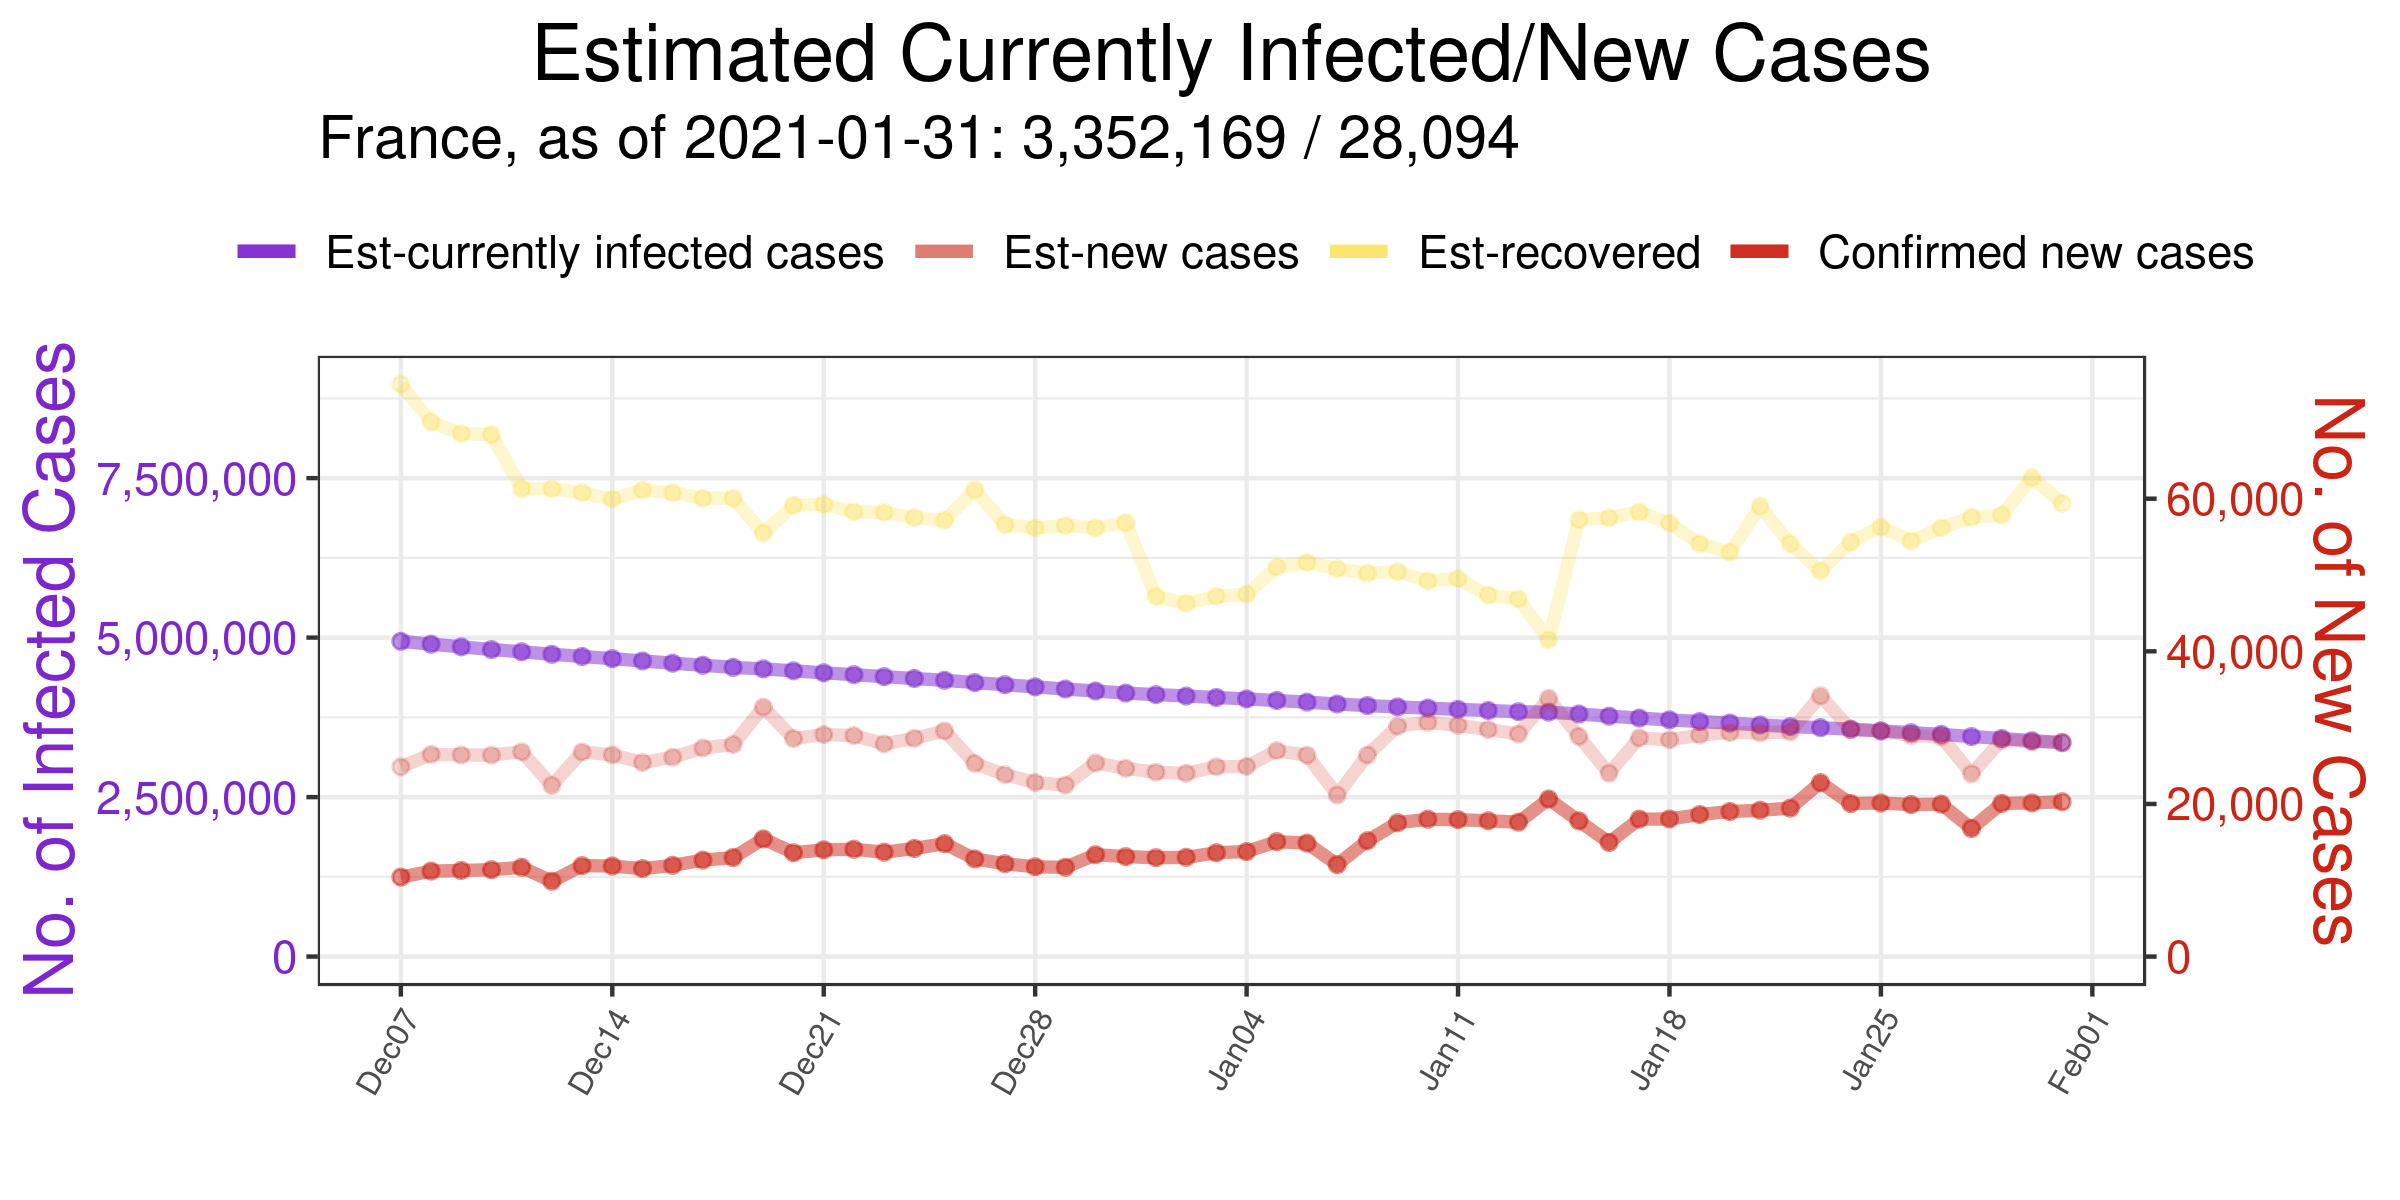 Estimated Currently Infected/New Cases
France, as of 2021-01-31: 3,352,169 / 28,094
Est-currently infected cases Est-new cases Est-recovered Confirmed new cases
No. of Infected Cases
7,500,000
5,000,000
2,500,000
0
60,000
40,000
20,000
0
No. of New Cases
Dec07 Dec14 Dec21 Dec28 Jan04 Jan11 Jan18 Jan25 Feb01